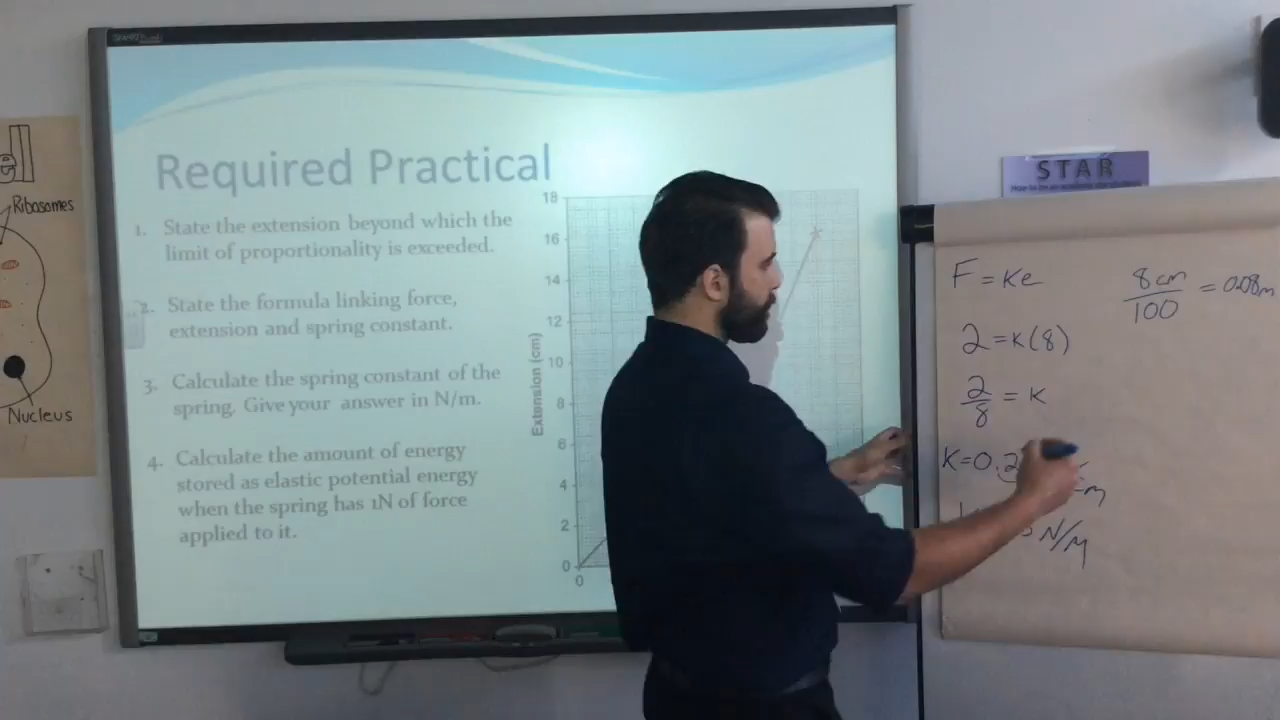 ell
Ribosomes
Nucleus
Required Practical
1. State the extension beyond which the
limit of proportionality is exceeded.
2. State the formula linking force,
extension and spring constant.
3. Calculate the spring constant of the
spring. Give your answer in N/m.
4. Calculate the amount of energy
stored as elastic potential energy
when the spring has 1N of force
applied to it.
Extension (cm)
18
16
14
12
10
8
6
4
2
0
0
STAR
F = Ke
2 = K(8)
2/8 = K
K=0.2
N/M
8cm/100 = 0.08m